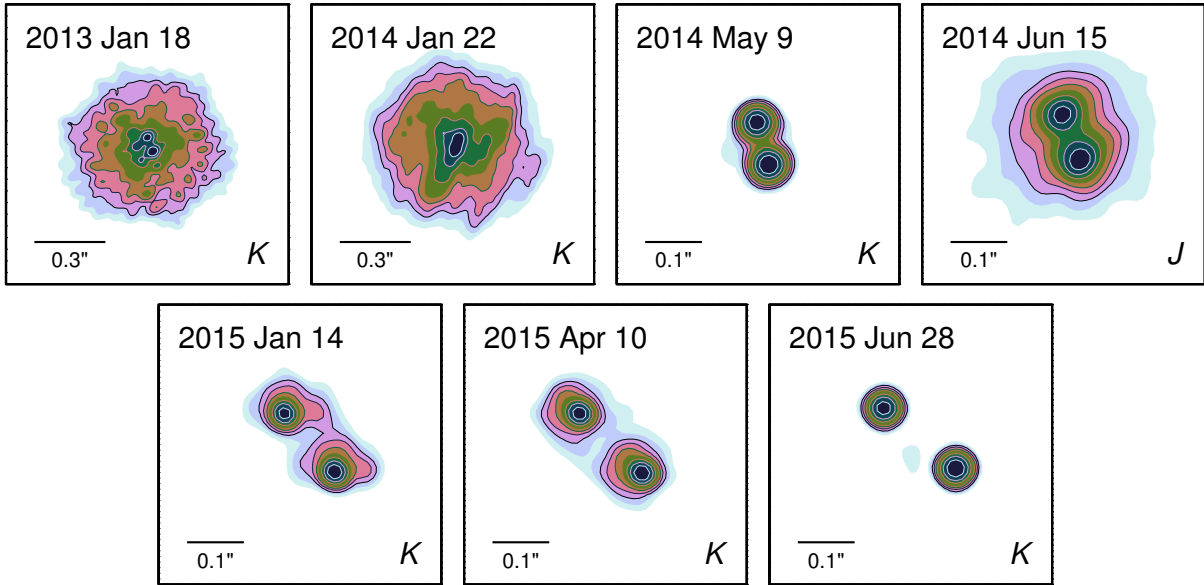 2013 Jan 18
0.3"
K
2014 Jan 22
0.3"
K
2014 May 9
0.1"
K
2014 Jun 15
0.1"
J
2015 Jan 14
0.1"
K
2015 Apr 10
0.1"
K
2015 Jun 28
0.1"
K